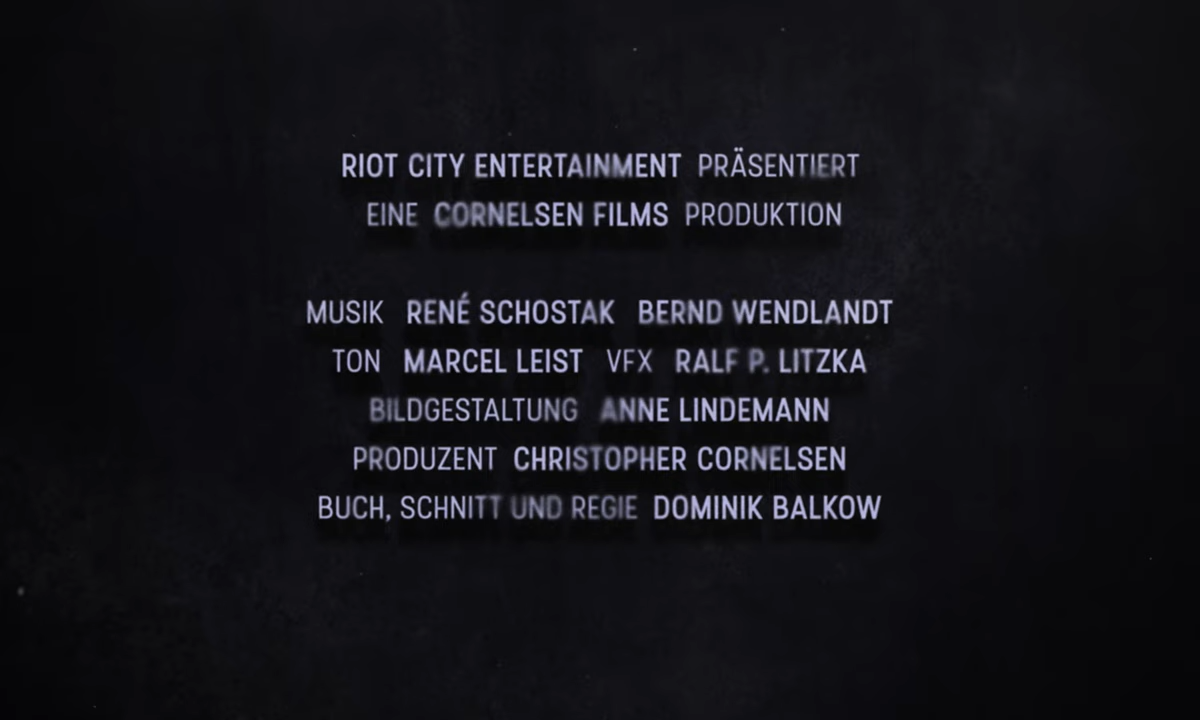 RIOT CITY ENTERTAINMENT PRÄSENTIERT
EINE CORNELSEN FILMS PRODUKTION
MUSIK RENÉ SCHOSTAK BERND WENDLANDT
TON MARCEL LEIST VFX RALF P. LITZKA
BILDGESTALTUNG ANNE LINDEMANN
PRODUZENT CHRISTOPHER CORNELSEN
BUCH, SCHNITT UND REGIE DOMINIK BALKOW